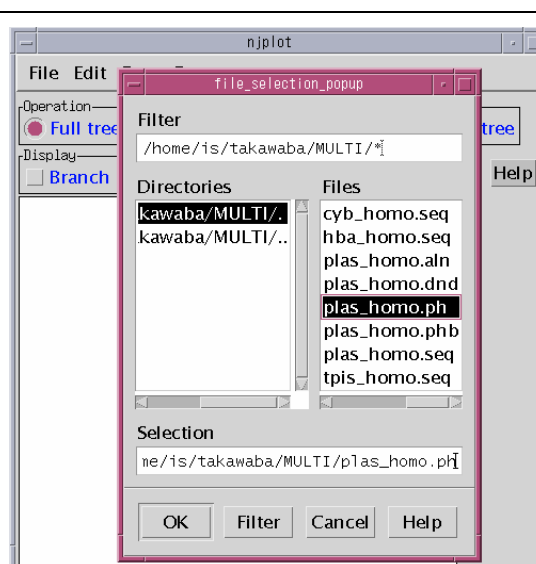 njplot
File Edit
file_selection_popup
Operation
Full tree
tree
Display
Branch
Help
Filter
/home/is/takawaba/MULTI/*
Directories
Files
kawaba/MULTI/.
.kawaba/MULTI/..
cyb_homo.seq
hba_homo.seq
plas_homo.aln
plas_homo.dnd
plas_homo.ph
plas_homo.phb
plas_homo.seq
tpis_homo.seq
Selection
ne/is/takawaba/MULTI/plas_homo.ph
OK Filter Cancel Help